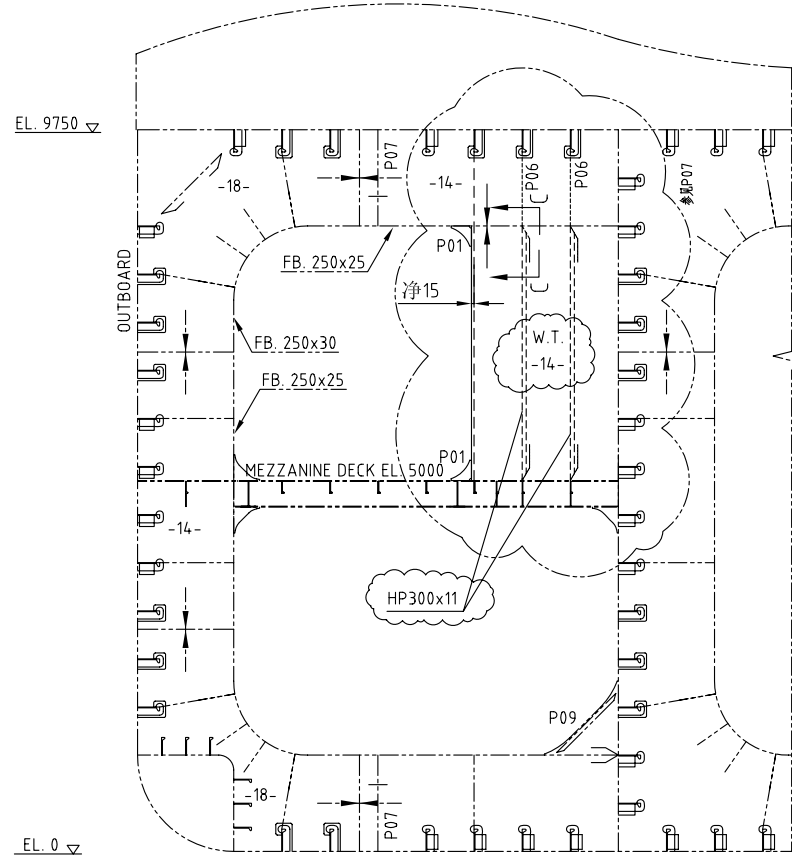 EL. 9750
P07
-18-
-14-
P06
P06
参见P07
P01
FB. 250x25
OUTBOARD
净15
W.T.
-14-
FB. 250x30
FB. 250x25
P01
MEZZANINE DECK EL. 5000
-14-
HP300x11
P09
-18-
P07
EL. 0